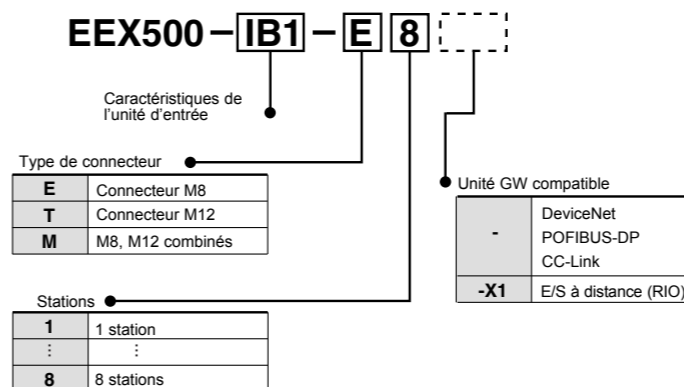 EEX500-IB1-E8
Caractéristiques de
l'unité d'entrée
Type de connecteur
E Connecteur M8
T Connecteur M12
M M8, M12 combinés
Stations
1 1 station
⋮ ⋮
8 8 stations
Unité GW compatible
- DeviceNet
POFIBUS-DP
CC-Link
-X1 E/S à distance (RIO)